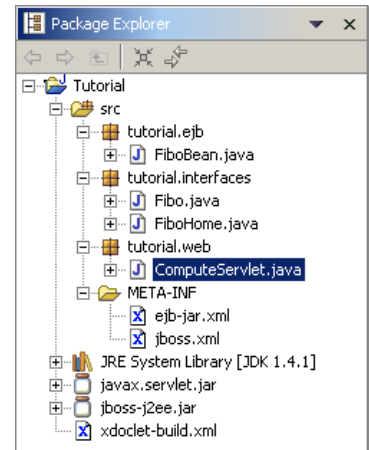 Package Explorer
Tutorial
src
tutorial.ejb
FiboBean.java
tutorial.interfaces
Fibo.java
FiboHome.java
tutorial.web
ComputeServlet.java
META-INF
ejb-jar.xml
jboss.xml
JRE System Library [JDK 1.4.1]
javax.servlet.jar
jboss-j2ee.jar
xdoclet-build.xml